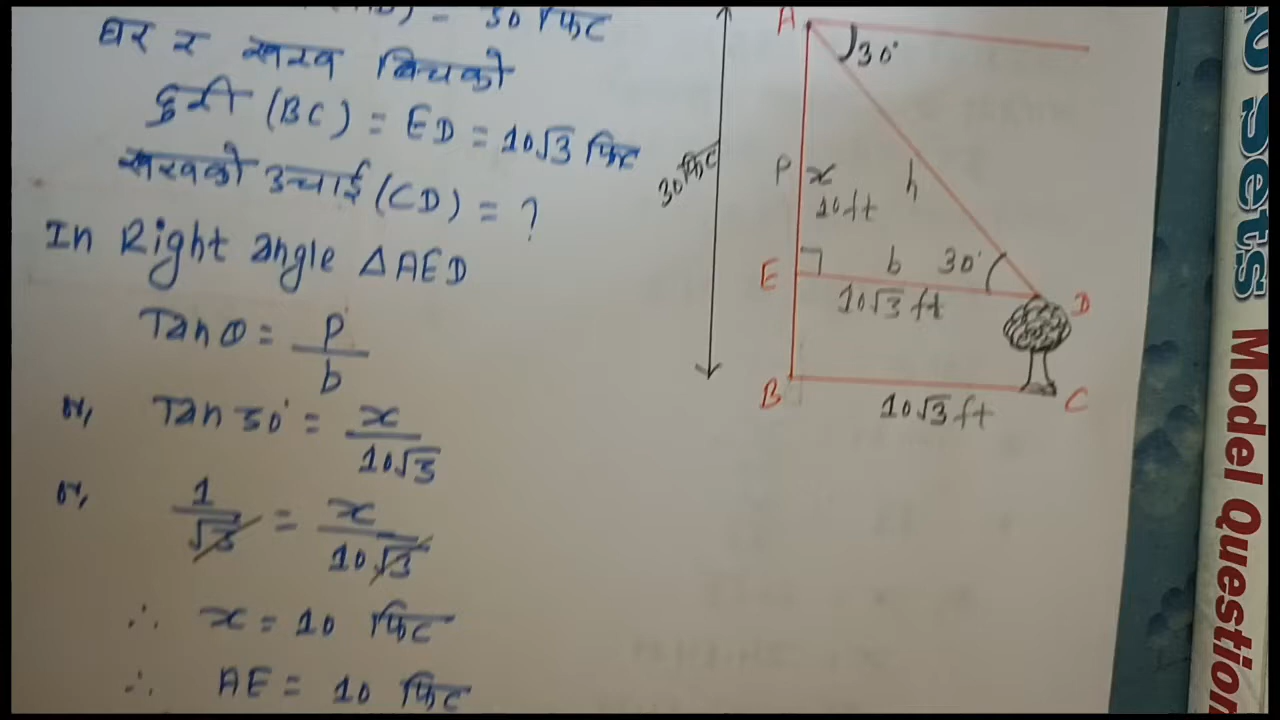 = 30 फिट
घर र रुख बिचको
दुरी (BC) = ED = 10√3 फिट
रुखको उचाई (CD) = ?
In Right angle ΔAED
Tan θ = p/b
or, Tan 30° = x/10√3
or, 1/√3 = x/10√3
∴ x = 10 फिट
∴ AE = 10 फिट
A
30°
30 फिट
P x
10 ft
h
E
b
30°
10√3 ft
D
B
10√3 ft
C
Sets Model Question